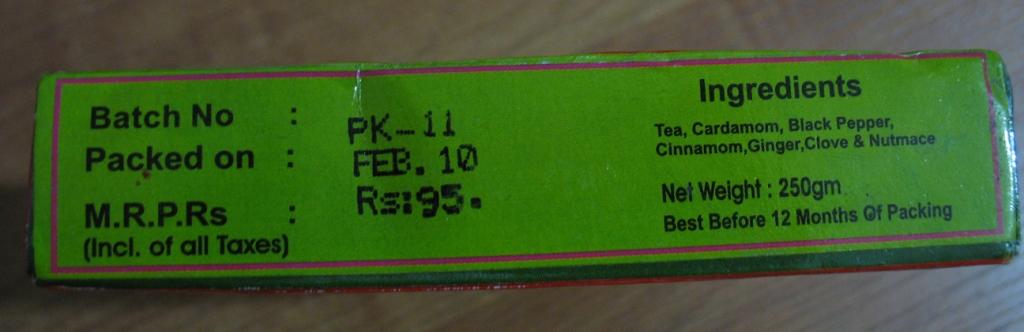 Batch No : PK-11
Packed on : FEB. 10
M.R.P.Rs : Rs:95.
(Incl. of all Taxes)
Ingredients
Tea, Cardamom, Black Pepper,
Cinnamom,Ginger,Clove & Nutmace
Net Weight : 250gm
Best Before 12 Months Of Packing